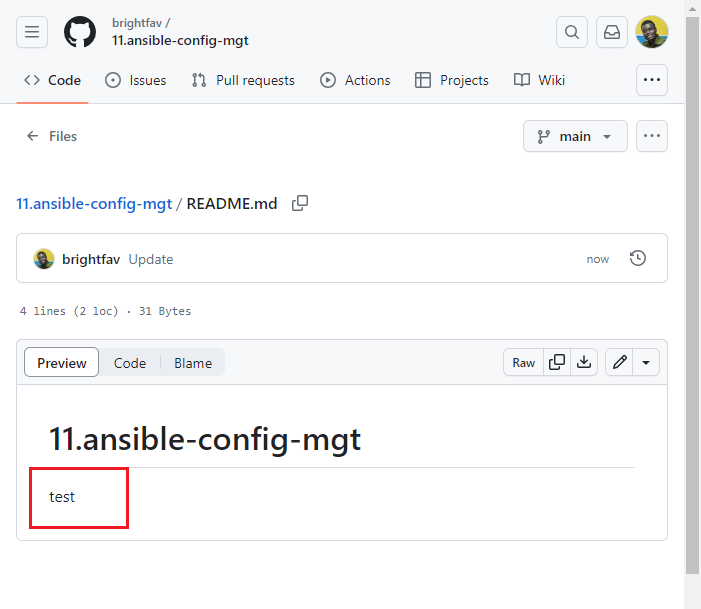 brightfav /
11.ansible-config-mgt
Code Issues Pull requests Actions Projects Wiki
Files main
11.ansible-config-mgt / README.md
brightfav Update now
4 lines (2 loc) · 31 Bytes
Preview Code Blame Raw
11.ansible-config-mgt
test